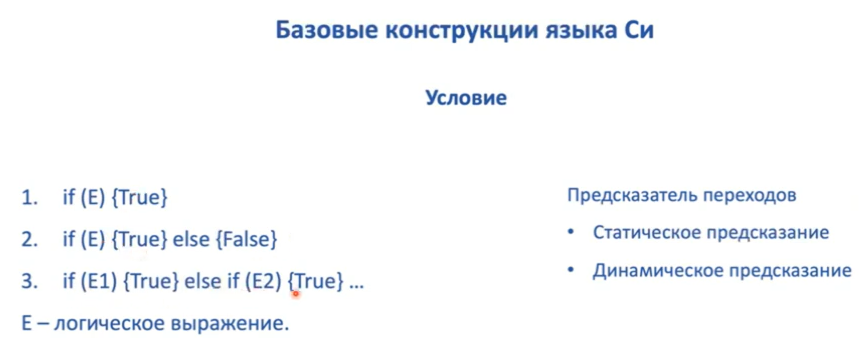 Базовые конструкции языка Си
Условие
1. if (E) {True}
2. if (E) {True} else {False}
3. if (E1) {True} else if (E2) {True} ...
E – логическое выражение.
Предсказатель переходов
• Статическое предсказание
• Динамическое предсказание